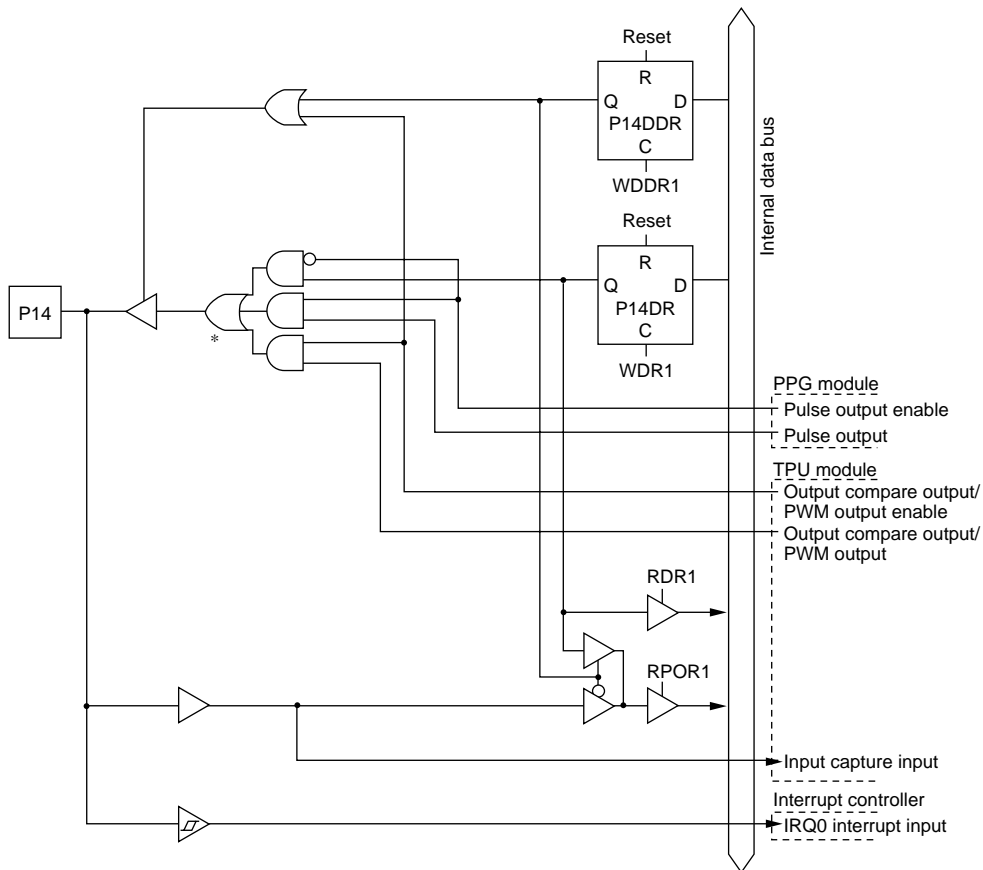 Reset
R
Q D
P14DDR
C
WDDR1
Internal data bus
Reset
R
Q D
P14DR
C
WDR1
P14
*
PPG module
Pulse output enable
Pulse output
TPU module
Output compare output/
PWM output enable
Output compare output/
PWM output
RDR1
RPOR1
Input capture input
Interrupt controller
IRQ0 interrupt input